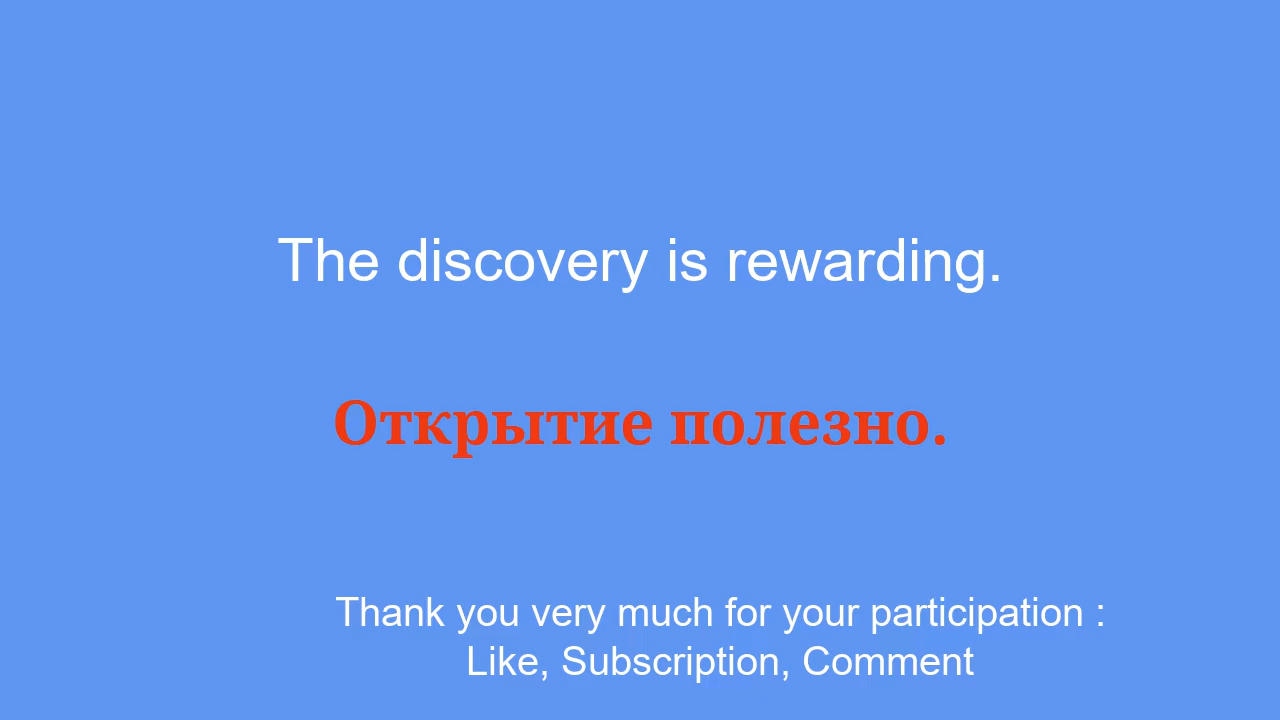 The discovery is rewarding.
Открытие полезно.
Thank you very much for your participation :
Like, Subscription, Comment